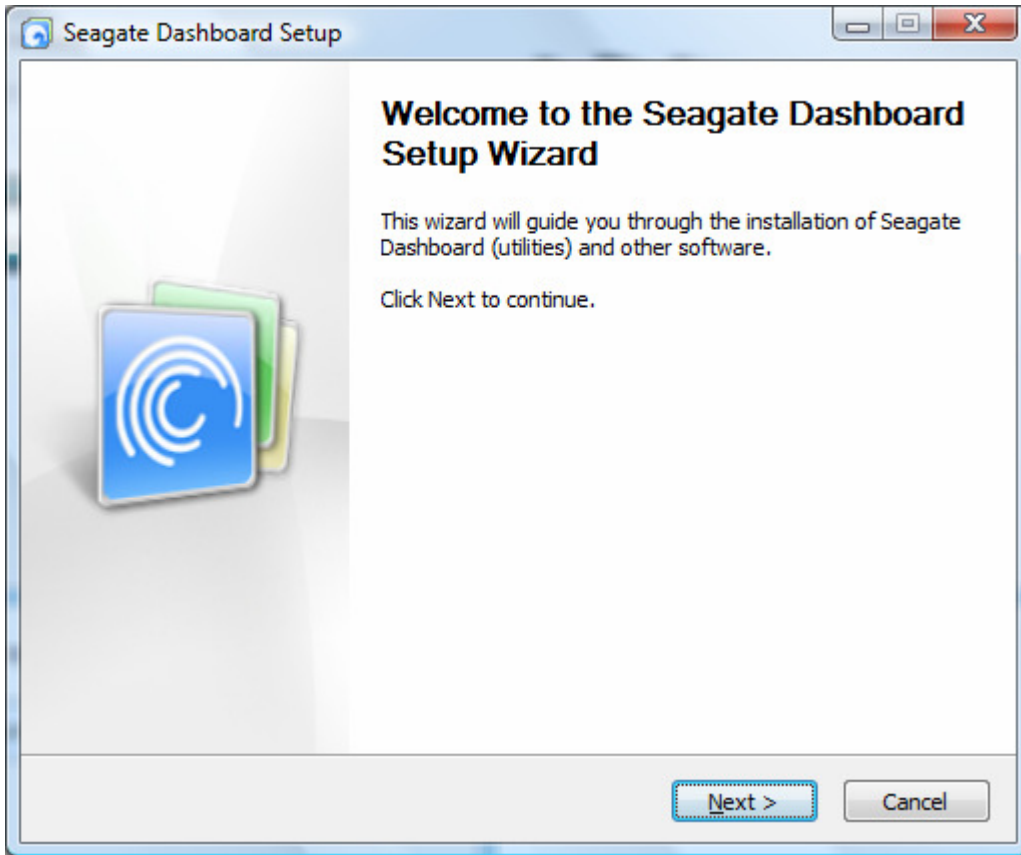 Seagate Dashboard Setup
Welcome to the Seagate Dashboard
Setup Wizard
This wizard will guide you through the installation of Seagate
Dashboard (utilities) and other software.
Click Next to continue.
Next >
Cancel